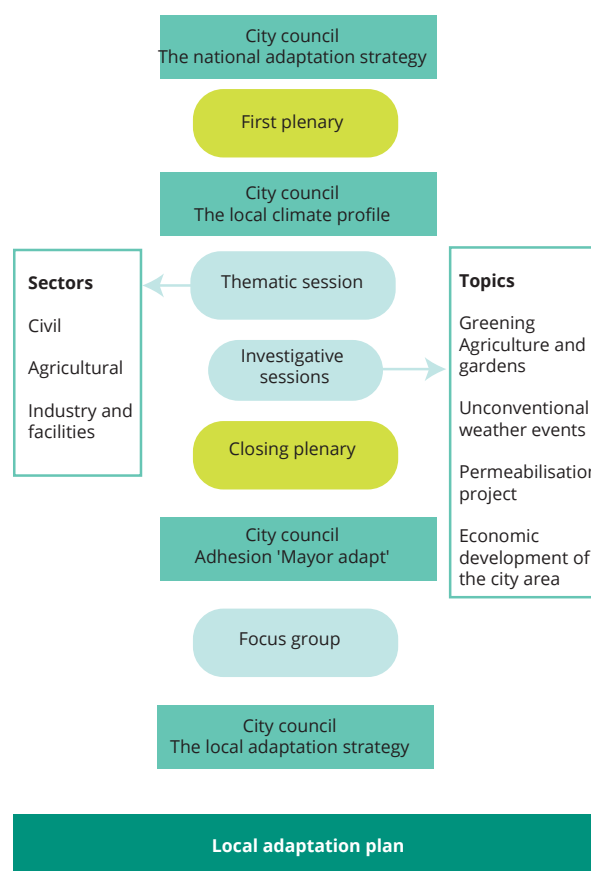 City council
The national adaptation strategy
First plenary
City council
The local climate profile
Sectors
Civil
Agricultural
Industry and
facilities
Thematic session
Investigative
sessions
Topics
Greening
Agriculture and
gardens
Unconventional
weather events
Permeabilisation
project
Economic
development of
the city area
Closing plenary
City council
Adhesion 'Mayor adapt'
Focus group
City council
The local adaptation strategy
Local adaptation plan